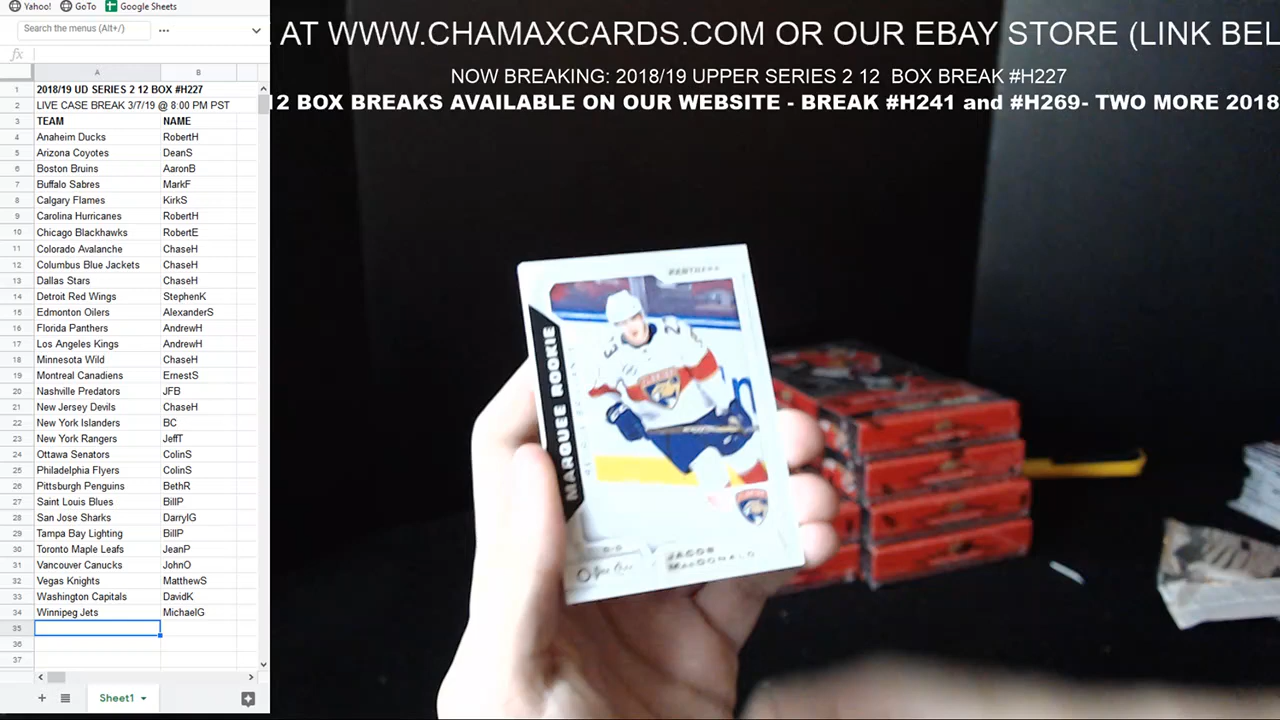 Yahoo! GoTo Google Sheets
Search the menus (Alt+/)
fx
A B
1 2018/19 UD SERIES 2 12 BOX #H227
2 LIVE CASE BREAK 3/7/19 @ 8:00 PM PST
3 TEAM NAME
4 Anaheim Ducks RobertH
5 Arizona Coyotes DeanS
6 Boston Bruins AaronB
7 Buffalo Sabres MarkF
8 Calgary Flames KirkS
9 Carolina Hurricanes RobertH
10 Chicago Blackhawks RobertE
11 Colorado Avalanche ChaseH
12 Columbus Blue Jackets ChaseH
13 Dallas Stars ChaseH
14 Detroit Red Wings StephenK
15 Edmonton Oilers AlexanderS
16 Florida Panthers AndrewH
17 Los Angeles Kings AndrewH
18 Minnesota Wild ChaseH
19 Montreal Canadiens ErnestS
20 Nashville Predators JFB
21 New Jersey Devils ChaseH
22 New York Islanders BC
23 New York Rangers JeffT
24 Ottawa Senators ColinS
25 Philadelphia Flyers ColinS
26 Pittsburgh Penguins BethR
27 Saint Louis Blues BillP
28 San Jose Sharks DarrylG
29 Tampa Bay Lighting BillP
30 Toronto Maple Leafs JeanP
31 Vancouver Canucks JohnO
32 Vegas Knights MatthewS
33 Washington Capitals DavidK
34 Winnipeg Jets MichaelG
35
36
37
Sheet1
AT WWW.CHAMAXCARDS.COM OR OUR EBAY STORE (LINK BEL
NOW BREAKING: 2018/19 UPPER SERIES 2 12 BOX BREAK #H227
12 BOX BREAKS AVAILABLE ON OUR WEBSITE - BREAK #H241 and #H269- TWO MORE 2018
PANTHERS
MARQUEE ROOKIE
23
O-Pee-Chee
JACOB
MACDONALD